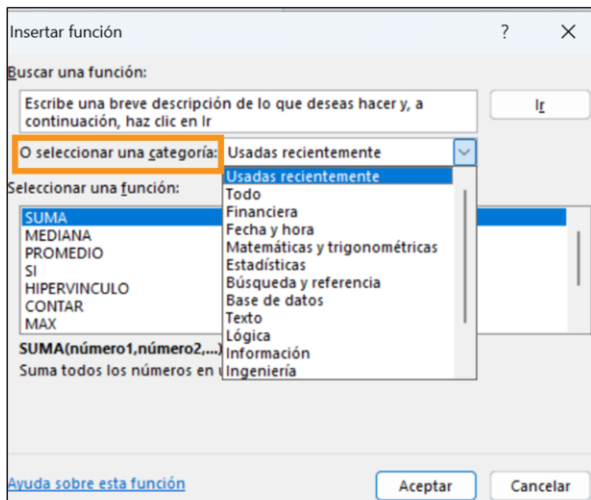 Insertar función
Buscar una función:
Escribe una breve descripción de lo que deseas hacer y, a
continuación, haz clic en Ir
Ir
O seleccionar una categoría: Usadas recientemente
Usadas recientemente
Todo
Financiera
Fecha y hora
Matemáticas y trigonométricas
Estadísticas
Búsqueda y referencia
Base de datos
Texto
Lógica
Información
Ingeniería
Seleccionar una función:
SUMA
MEDIANA
PROMEDIO
SI
HIPERVINCULO
CONTAR
MAX
SUMA(número1,número2,...)
Suma todos los números en
Ayuda sobre esta función
Aceptar
Cancelar